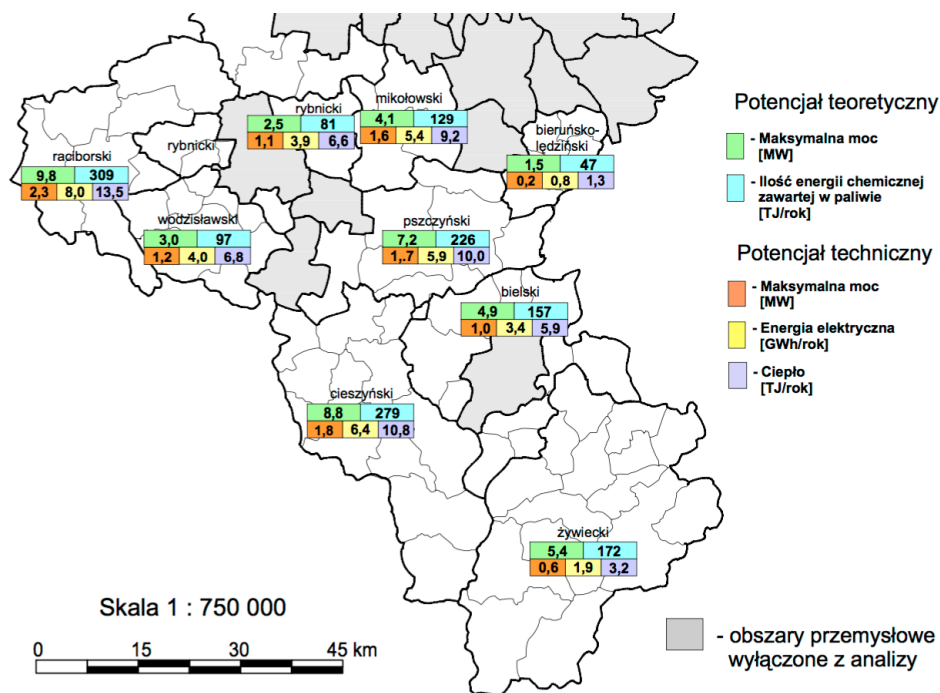 rybnicki
2,5 81
1,1 3,9 6,6
mikołowski
4,1 129
1,6 5,4 9,2
bieruńsko-
lędziński
1,5 47
0,2 0,8 1,3
raciborski
9,8 309
2,3 8,0 13,5
rybnicki
wodzisławski
3,0 97
1,2 4,0 6,8
pszczyński
7,2 226
1,.7 5,9 10,0
bielski
4,9 157
1,0 3,4 5,9
cieszyński
8,8 279
1,8 6,4 10,8
żywiecki
5,4 172
0,6 1,9 3,2
Potencjał teoretyczny
- Maksymalna moc
[MW]
- Ilość energii chemicznej
zawartej w paliwie
[TJ/rok]
Potencjał techniczny
- Maksymalna moc
[MW]
- Energia elektryczna
[GWh/rok]
- Ciepło
[TJ/rok]
Skala 1 : 750 000
0 15 30 45 km
- obszary przemysłowe
wyłączone z analizy